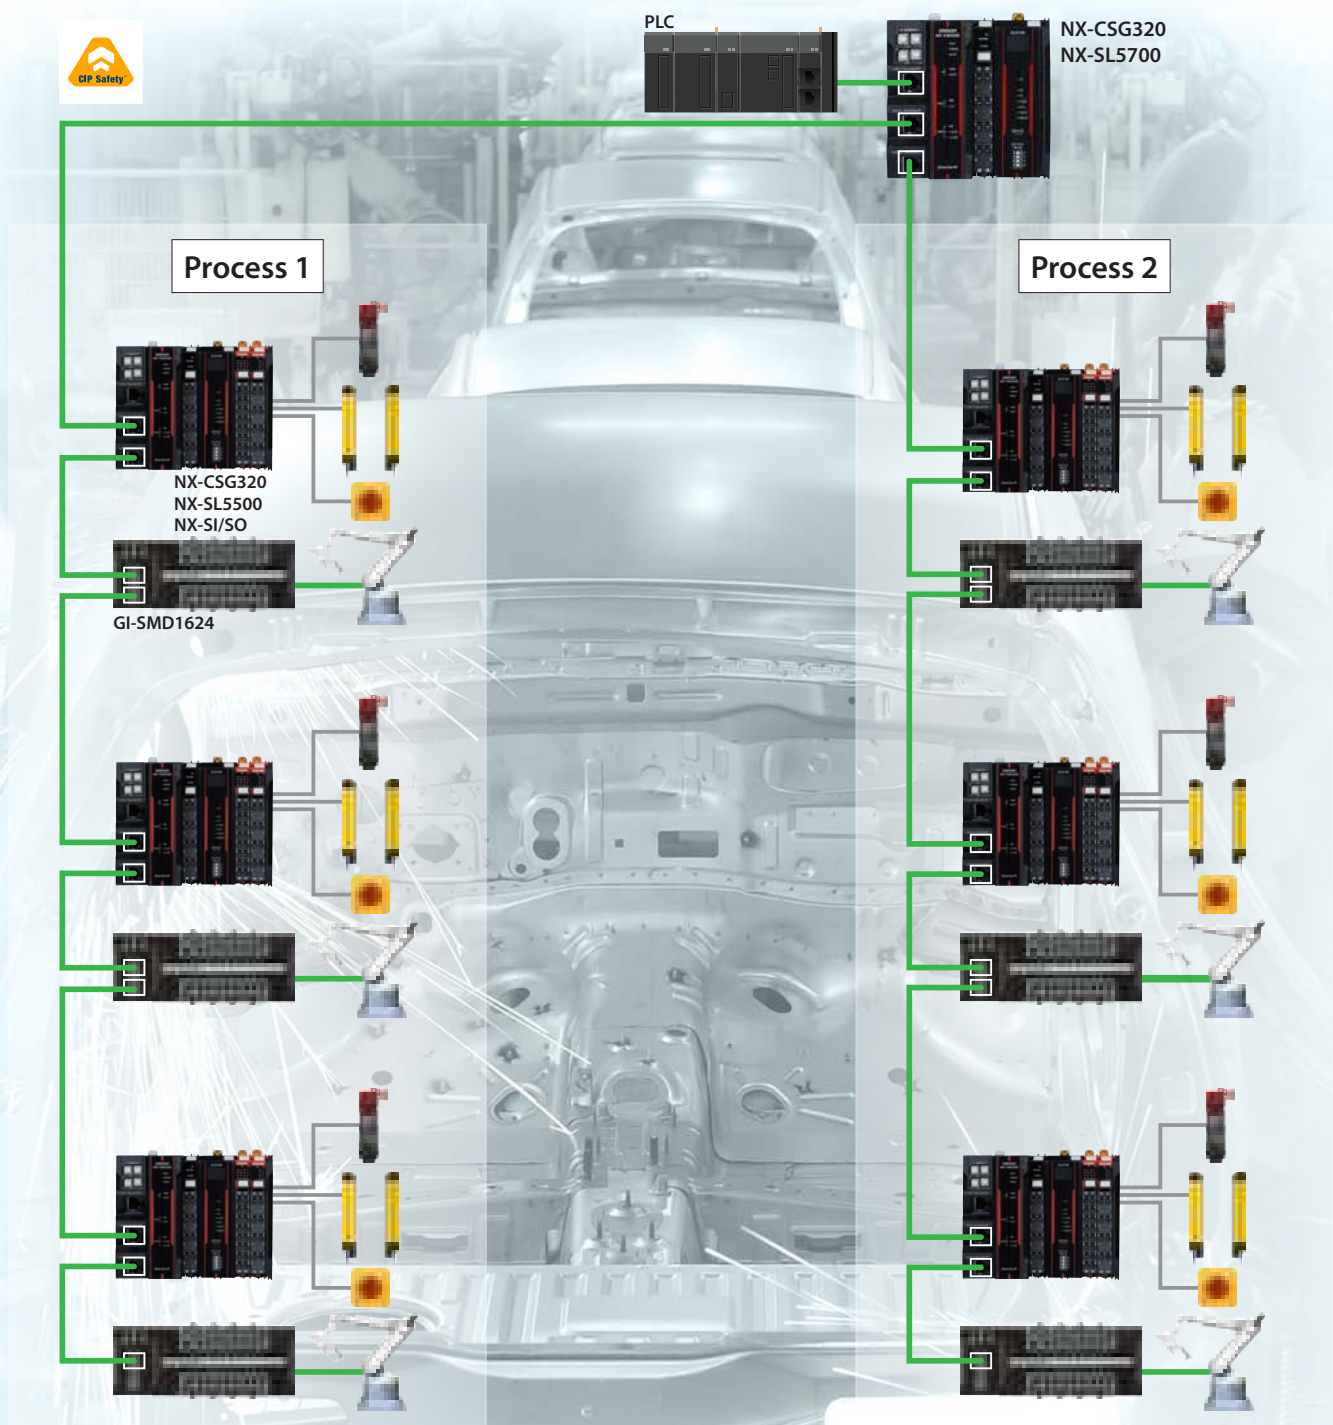 CIP Safety
PLC
NX-CSG320
NX-SL5700
Process 1
Process 2
NX-CSG320
NX-SL5500
NX-SI/SO
GI-SMD1624